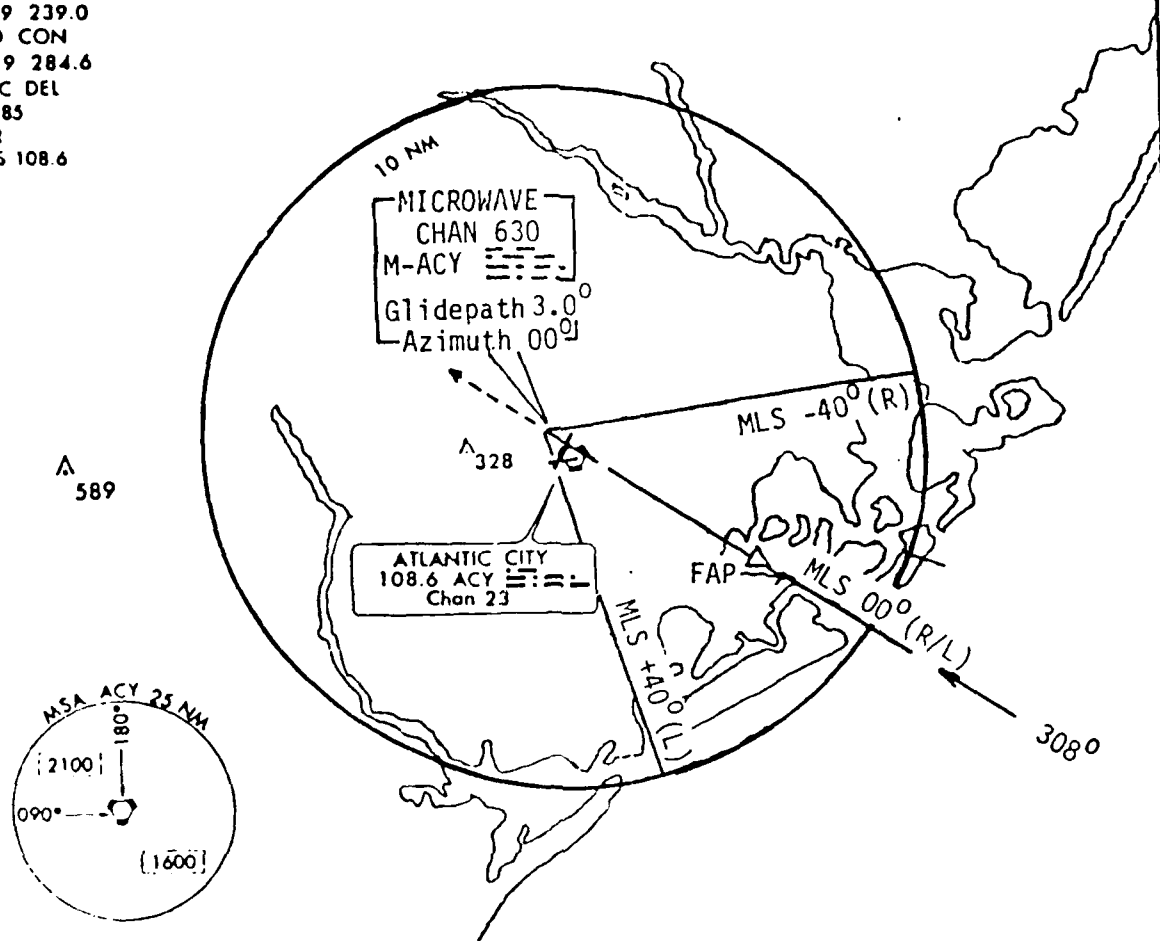 9 239.0
CON
9 284.6
C DEL
85
108.6
10 NM
MICROWAVE
CHAN 630
M-ACY
Glidepath 3.0°
Azimuth 00°
MLS -40° (R)
328
589
ATLANTIC CITY
108.6 ACY
Chan 23
FAP
MLS 00° (R/L)
MLS +40° (L)
308°
MSA ACY 25 NM
180°
2100
090°
1600